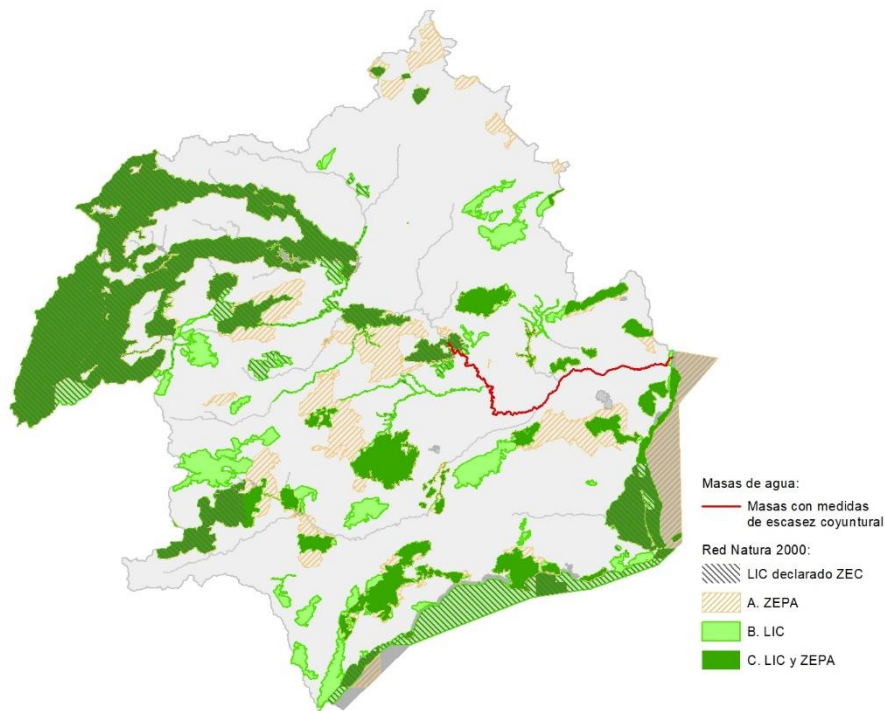 Masas de agua:
Masas con medidas
de escasez coyuntural
Red Natura 2000:
LIC declarado ZEC
A. ZEPA
B. LIC
C. LIC y ZEPA